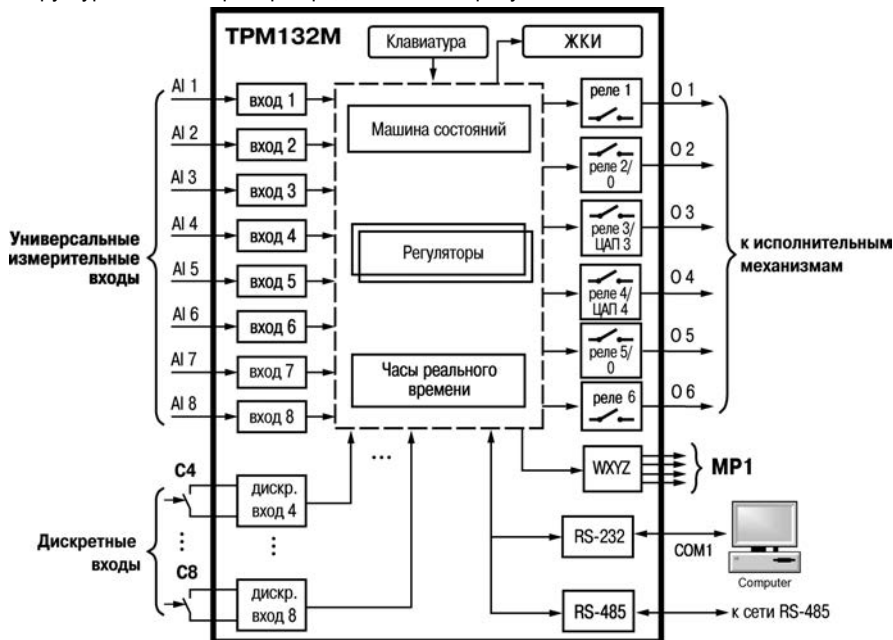 ТРМ132М
Клавиатура
ЖКИ
AI 1
AI 2
AI 3
AI 4
AI 5
AI 6
AI 7
AI 8
Универсальные
измерительные
входы
вход 1
вход 2
вход 3
вход 4
вход 5
вход 6
вход 7
вход 8
Машина состояний
Регуляторы
Часы реального
времени
реле 1
реле 2/
0
реле 3/
ЦАП 3
реле 4/
ЦАП 4
реле 5/
0
реле 6
O 1
O 2
O 3
O 4
O 5
O 6
к исполнительным
механизмам
...
WXYZ
МР1
C4
дискр.
вход 4
Дискретные
входы
C8
дискр.
вход 8
RS-232
COM1
Computer
RS-485
к сети RS-485